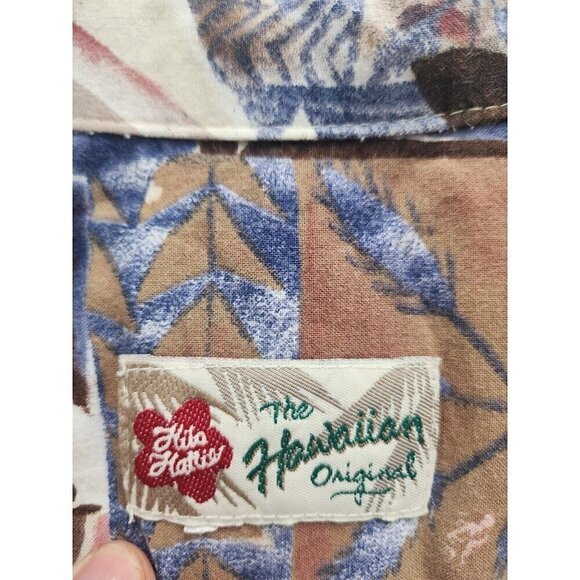 Hilo
Hattie
The
Hawaiian
Original